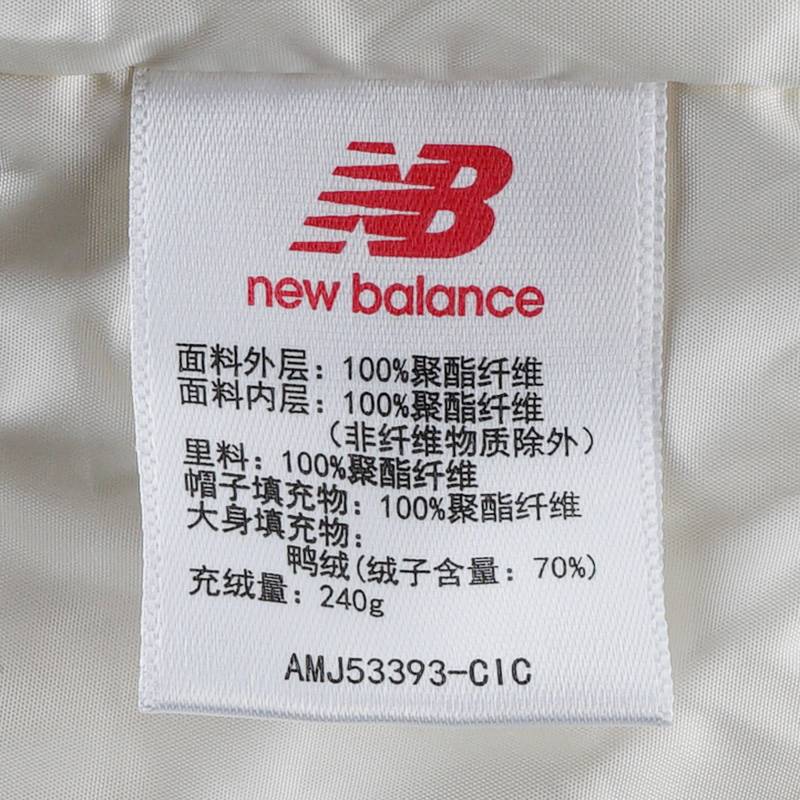 NB
new balance
面料外层：100%聚酯纤维
面料内层：100%聚酯纤维
（非纤维物质除外）
里料：100%聚酯纤维
帽子填充物：100%聚酯纤维
大身填充物：
鸭绒(绒子含量：70%)
充绒量：240g
AMJ53393-CIC